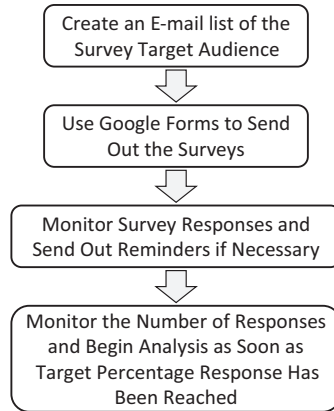 Create an E-mail list of the
Survey Target Audience
Use Google Forms to Send
Out the Surveys
Monitor Survey Responses and
Send Out Reminders if Necessary
Monitor the Number of Responses
and Begin Analysis as Soon as
Target Percentage Response Has
Been Reached